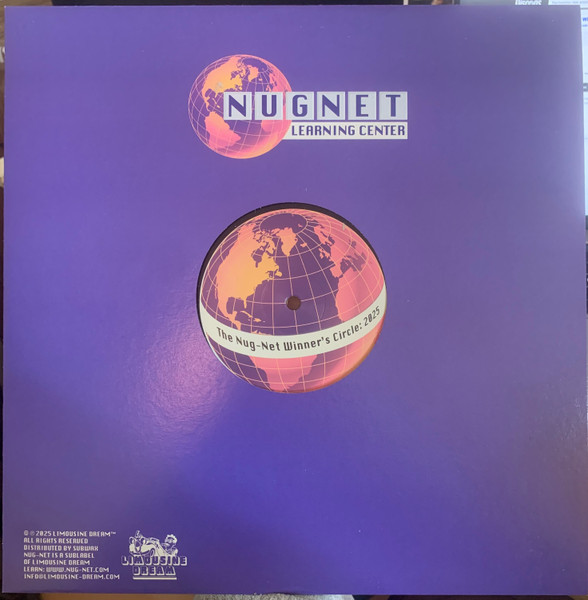 NUGNET
LEARNING CENTER
The Nug-Net Winner's Circle: 2025
© ℗ 2025 LIMOUSINE DREAM™
ALL RIGHTS RESERVED
DISTRIBUTED BY SUBWAX
NUG-NET IS A SUBLABEL
OF LIMOUSINE DREAM
LEARN: WWW.NUG-NET.COM
INFO@LIMOUSINE-DREAM.COM
LIMOUSINE
DREAM